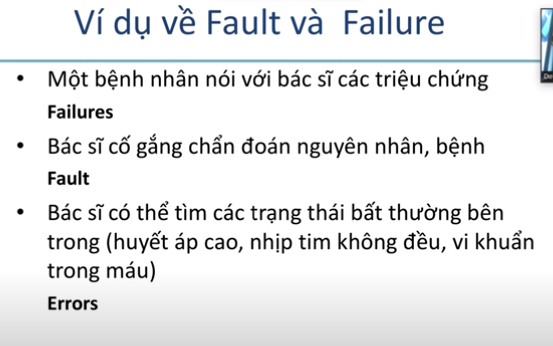 Ví dụ về Fault và Failure
• Một bệnh nhân nói với bác sĩ các triệu chứng
Failures
• Bác sĩ cố gắng chẩn đoán nguyên nhân, bệnh
Fault
• Bác sĩ có thể tìm các trạng thái bất thường bên
trong (huyết áp cao, nhịp tim không đều, vi khuẩn
trong máu)
Errors